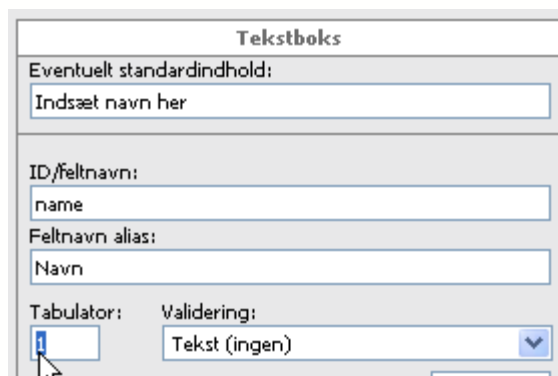 Tekstboks
Eventuelt standardindhold:
Indsæt navn her
ID/feltnavn:
name
Feltnavn alias:
Navn
Tabulator: Validering:
1 Tekst (ingen)